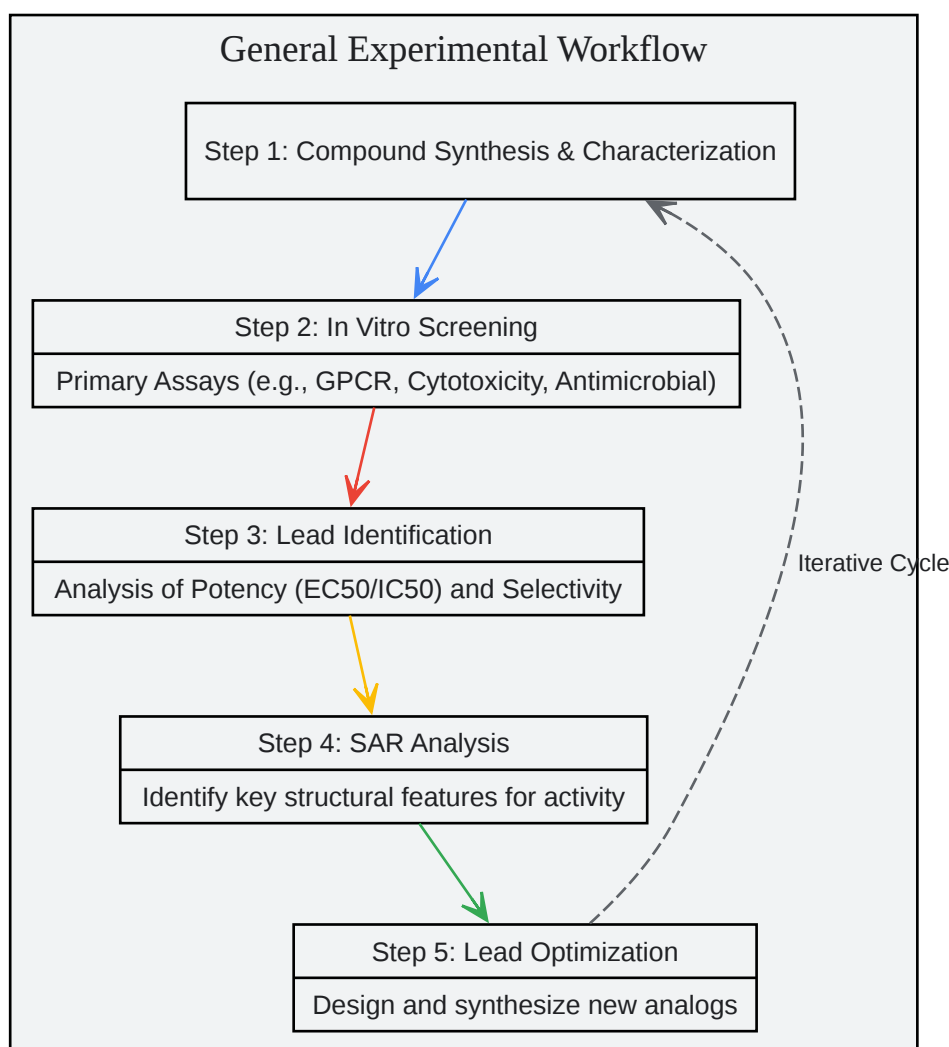 General Experimental Workflow
Step 1: Compound Synthesis & Characterization
Step 2: In Vitro Screening
Primary Assays (e.g., GPCR, Cytotoxicity, Antimicrobial)
Step 3: Lead Identification
Iterative Cycle
Analysis of Potency (EC50/IC50) and Selectivity
Step 4: SAR Analysis
Identify key structural features for activity
Step 5: Lead Optimization
Design and synthesize new analogs